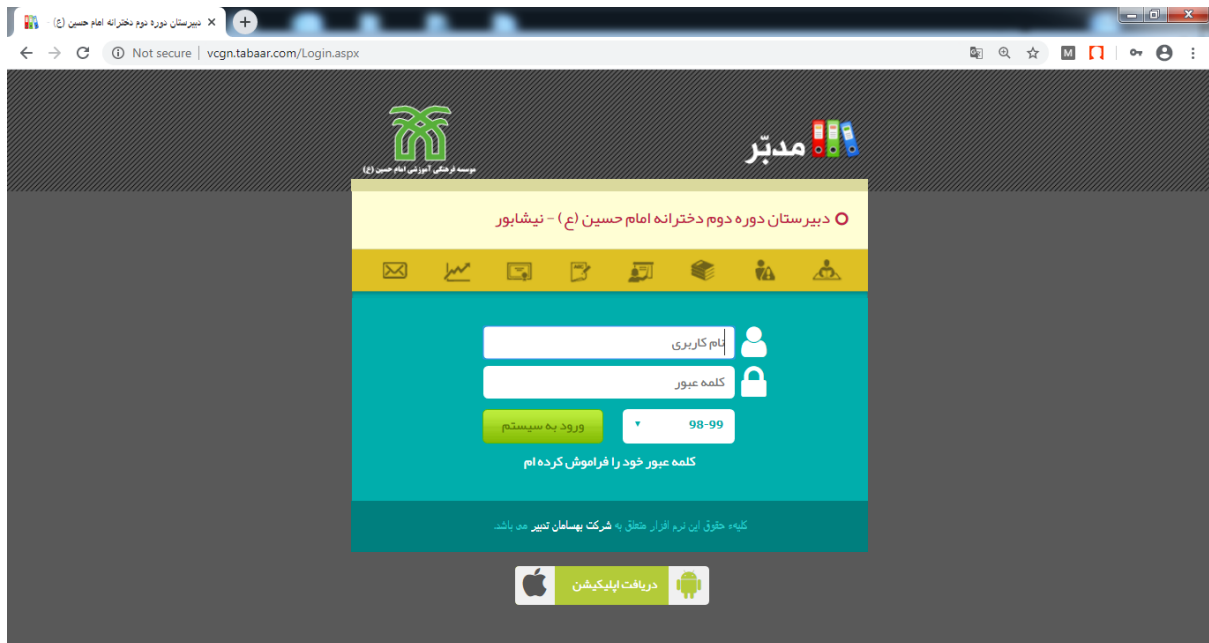 دبیرستان دوره دوم دخترانه امام حسین (ع) -
Not secure | vcgn.tabaar.com/Login.aspx
M
مدبّر
موسسه فرهنگی آموزشی امام حسین (ع)
دبیرستان دوره دوم دخترانه امام حسین (ع) - نیشابور
نام کاربری
کلمه عبور
98-99
ورود به سیستم
کلمه عبور خود را فراموش کرده ام
کلیه حقوق این نرم افزار متعلق به شرکت بهسامان تدبیر می باشد.
دریافت اپلیکیشن